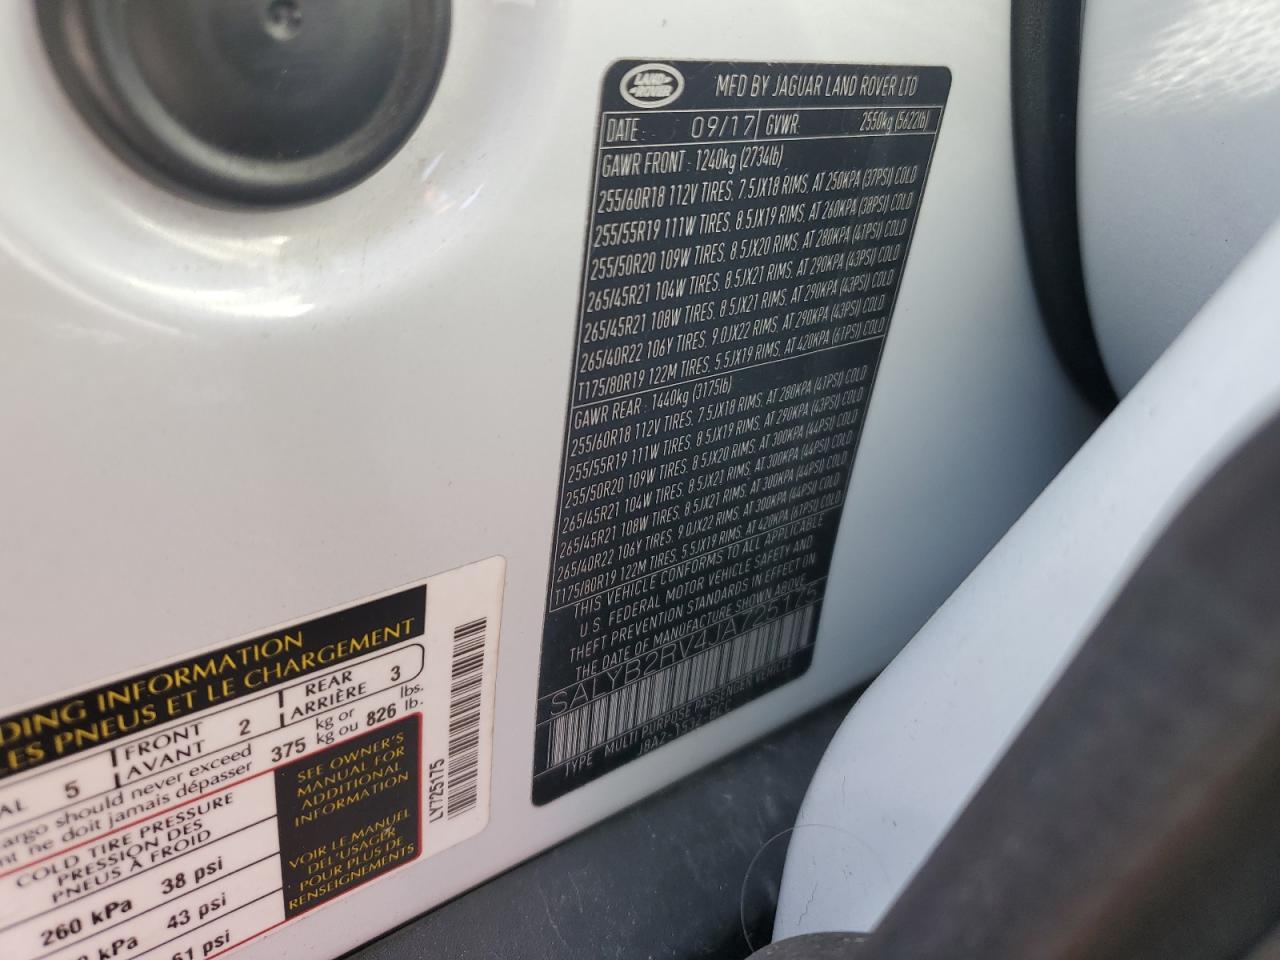 LAND ROVER
MFD BY JAGUAR LAND ROVER LTD
DATE: 09/17 GVWR: 2550kg (5622lb)
GAWR FRONT : 1240kg (2734lb)
255/60R18 112V TIRES, 7.5JX18 RIMS, AT 250KPA (37PSI) COLD
255/55R19 111W TIRES, 8.5JX19 RIMS, AT 260KPA (38PSI) COLD
255/50R20 109W TIRES, 8.5JX20 RIMS, AT 280KPA (41PSI) COLD
265/45R21 104W TIRES, 8.5JX21 RIMS, AT 290KPA (43PSI) COLD
265/45R21 108W TIRES, 8.5JX21 RIMS, AT 290KPA (43PSI) COLD
265/40R22 106Y TIRES, 9.0JX22 RIMS, AT 290KPA (43PSI) COLD
T175/80R19 122M TIRES, 5.5JX19 RIMS, AT 420KPA (61PSI) COLD
GAWR REAR : 1440kg (3175lb)
255/60R18 112V TIRES, 7.5JX18 RIMS, AT 280KPA (41PSI) COLD
255/55R19 111W TIRES, 8.5JX19 RIMS, AT 290KPA (43PSI) COLD
255/50R20 109W TIRES, 8.5JX20 RIMS, AT 300KPA (44PSI) COLD
265/45R21 104W TIRES, 8.5JX21 RIMS, AT 300KPA (44PSI) COLD
265/45R21 108W TIRES, 8.5JX21 RIMS, AT 300KPA (44PSI) COLD
265/40R22 106Y TIRES, 9.0JX22 RIMS, AT 300KPA (44PSI) COLD
T175/80R19 122M TIRES, 5.5JX19 RIMS, AT 420KPA (61PSI) COLD
THIS VEHICLE CONFORMS TO ALL APPLICABLE
U.S. FEDERAL MOTOR VEHICLE SAFETY AND
THEFT PREVENTION STANDARDS IN EFFECT ON
THE DATE OF MANUFACTURE SHOWN ABOVE
SALYB2RV4JA725175
TYPE MULTI PURPOSE PASSENGER VEHICLE
DING INFORMATION
LES PNEUS ET LE CHARGEMENT
AL 5 FRONT AVANT 2 REAR ARRIÈRE 3
argo should never exceed 375 kg or 826 lbs.
nt ne doit jamais dépasser kg ou lb.
COLD TIRE PRESSURE
PRESSION DES
PNEUS À FROID
260 kPa 38 psi
kPa 43 psi
61 psi
SEE OWNER'S
MANUAL FOR
ADDITIONAL
INFORMATION
VOIR LE MANUEL
DEL'USAGER
POUR PLUS DE
RENSEIGNEMENTS
LY725175